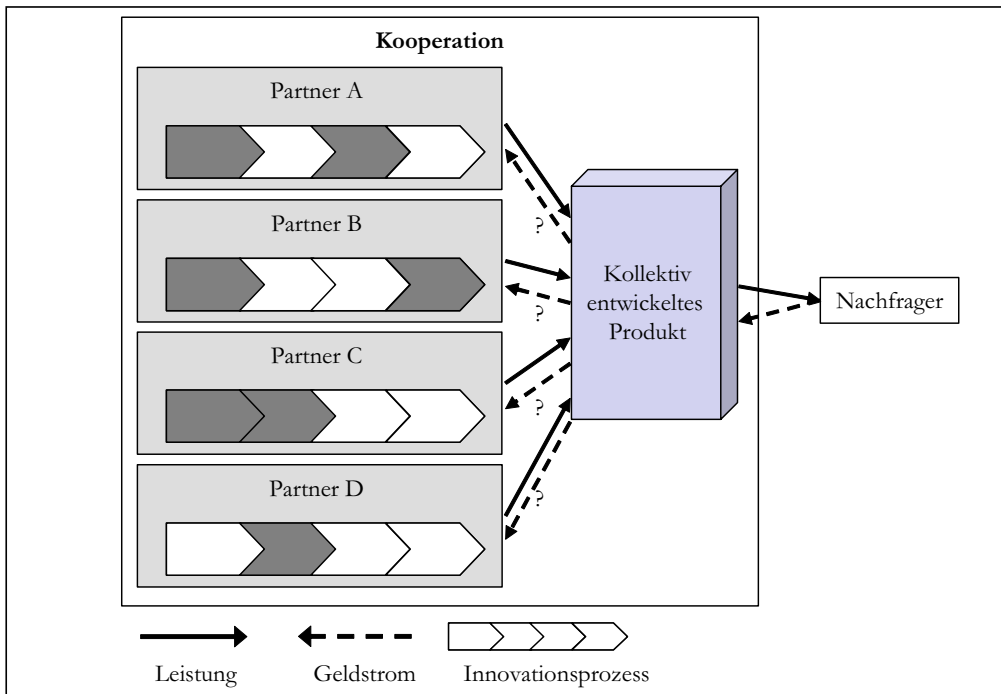 Kooperation
Partner A
?
Partner B
?
Partner C
?
Partner D
?
Kollektiv
entwickeltes
Produkt
Nachfrager
Leistung
Geldstrom
Innovationsprozess